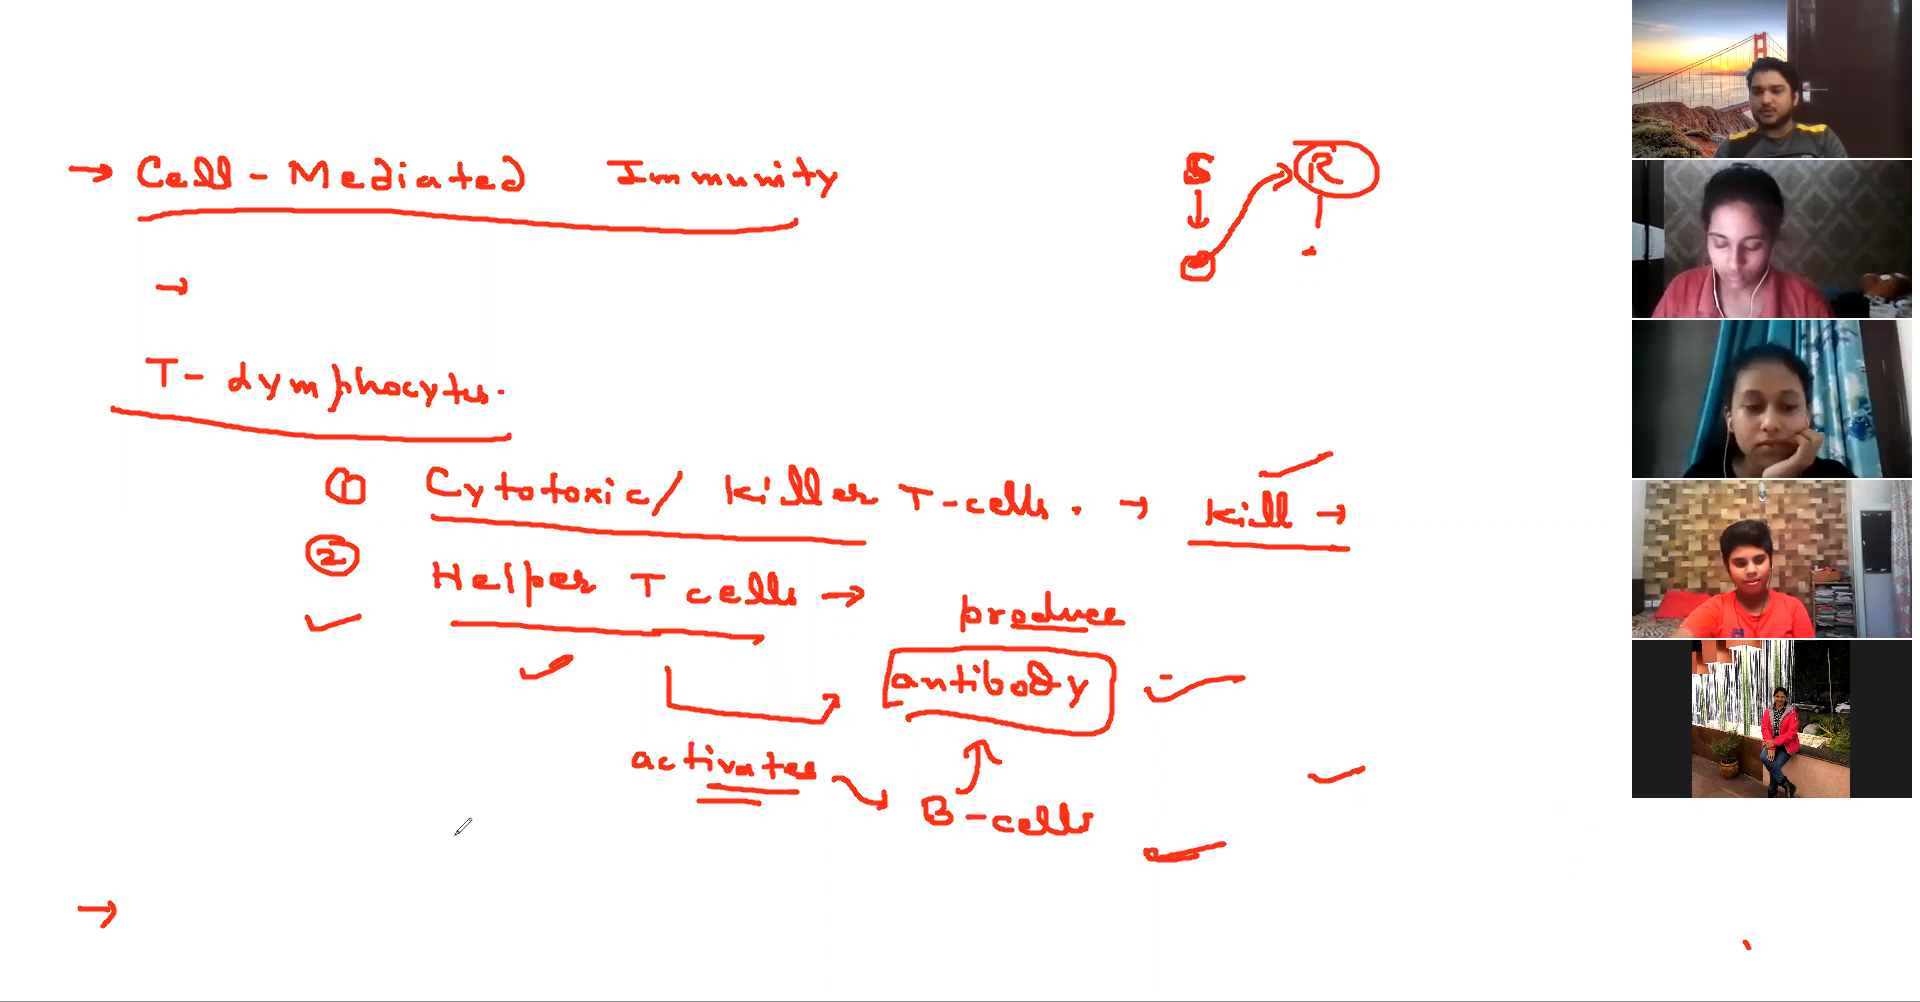 → Cell - Mediated Immunity
S
R
→
T- Lymphocytes.
① Cytotoxic/ Killer T-cells. → Kill →
② Helper T cells →
produce
antibody
activates
B-cells
→